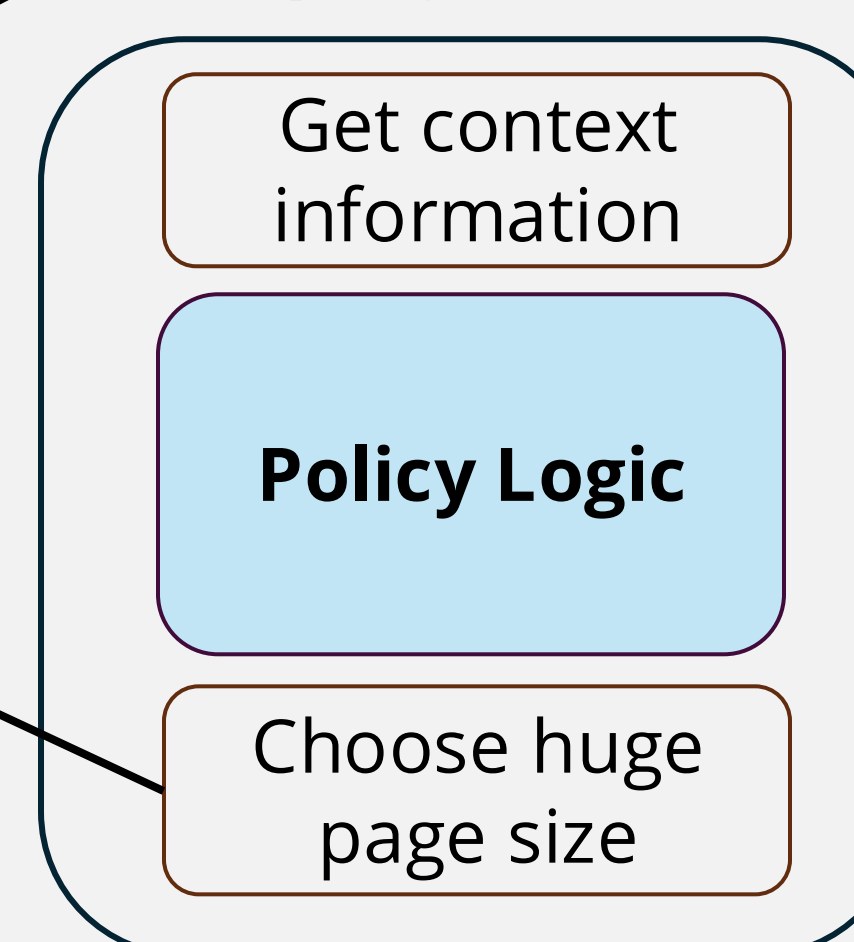 Get context
information
Policy Logic
Choose huge
page size